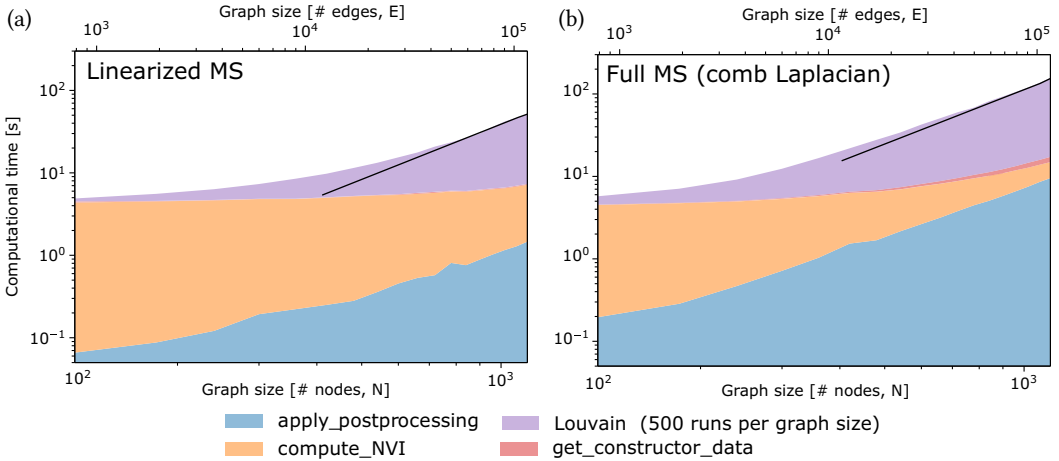 (a)
Graph size [# edges, E]
10³ 10⁴ 10⁵
Linearized MS
Computational time [s]
10²
10¹
10⁰
10⁻¹
10² 10³
Graph size [# nodes, N]
(b)
Graph size [# edges, E]
10³ 10⁴ 10⁵
Full MS (comb Laplacian)
10²
10¹
10⁰
10⁻¹
10² 10³
Graph size [# nodes, N]
apply_postprocessing
Louvain (500 runs per graph size)
compute_NVI
get_constructor_data